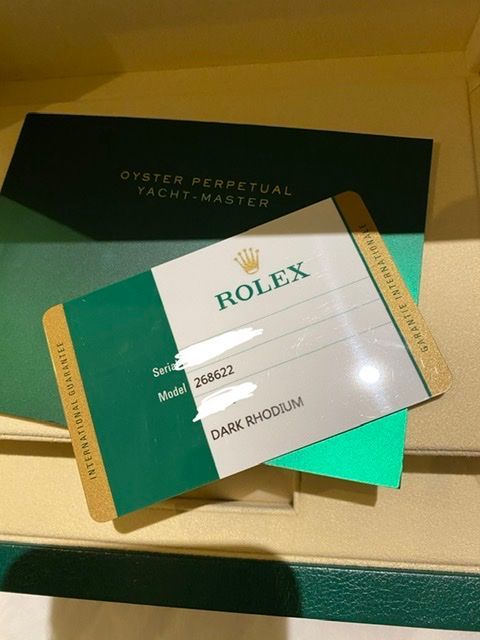 OYSTER PERPETUAL
YACHT-MASTER
ROLEX
INTERNATIONAL GUARANTEE
GARANTIE INTERNATIONALE
Model 268622
DARK RHODIUM